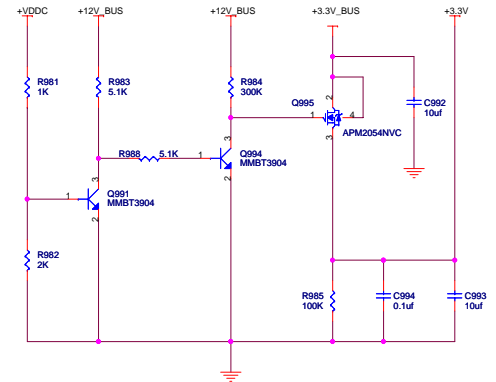 +VDDC
+12V_BUS
+12V_BUS
+3.3V_BUS
+3.3V
R981
1K
R983
5.1K
R984
300K
Q995
1
2
3
4
APM2054NVC
C992
10uf
R988
5.1K
1
3
2
Q994
MMBT3904
1
3
2
Q991
MMBT3904
R982
2K
R985
100K
C994
0.1uf
C993
10uf